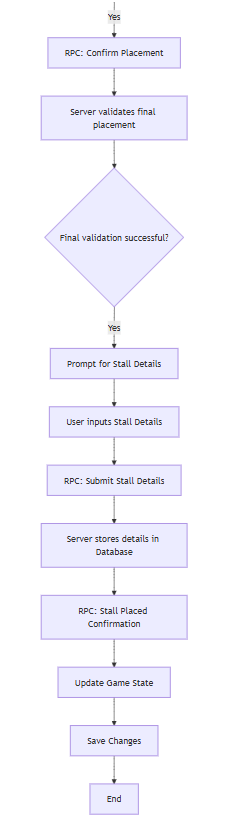 Yes
RPC: Confirm Placement
Server validates final
placement
Final validation successful?
Yes
Prompt for Stall Details
User inputs Stall Details
RPC: Submit Stall Details
Server stores details in
Database
RPC: Stall Placed
Confirmation
Update Game State
Save Changes
End